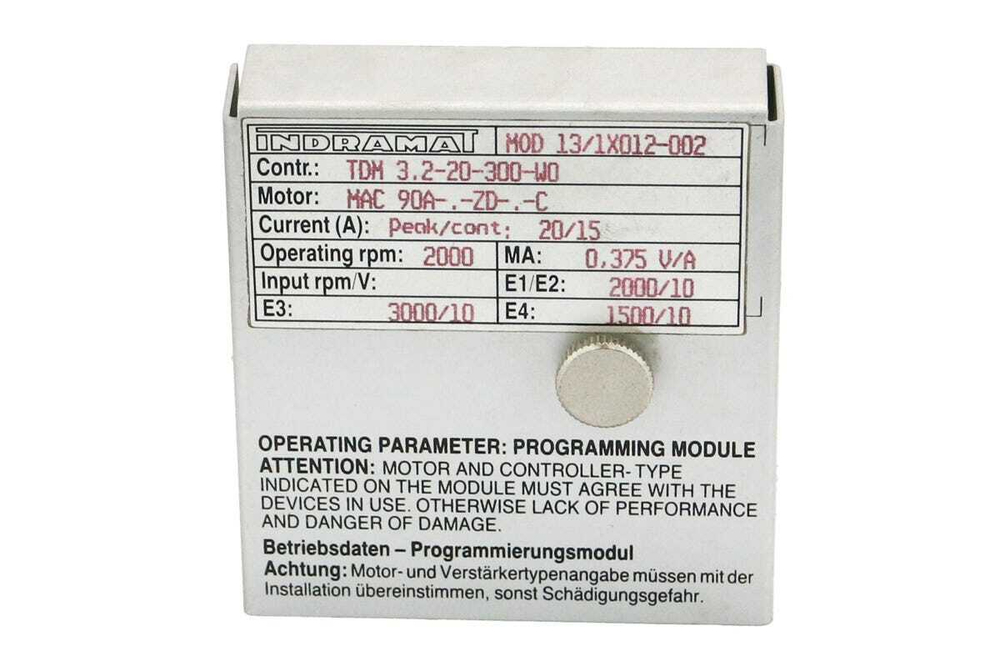 INDRAMAT MOD 13/1X012-002
Contr.: TDM 3.2-20-300-W0
Motor: MAC 90A-.-ZD-.-C
Current (A): Peak/cont: 20/15
Operating rpm: 2000 MA: 0,375 V/A
Input rpm/V: E1/E2: 2000/10
E3: 3000/10 E4: 1500/10
OPERATING PARAMETER: PROGRAMMING MODULE
ATTENTION: MOTOR AND CONTROLLER-TYPE
INDICATED ON THE MODULE MUST AGREE WITH THE
DEVICES IN USE. OTHERWISE LACK OF PERFORMANCE
AND DANGER OF DAMAGE.
Betriebsdaten – Programmierungsmodul
Achtung: Motor- und Verstärkertypenangabe müssen mit der
Installation übereinstimmen, sonst Schädigungsgefahr.